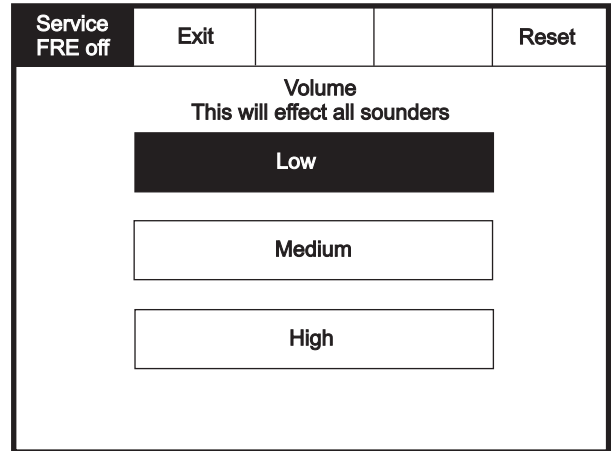 Service
FRE off
Exit
Reset
Volume
This will effect all sounders
Low
Medium
High